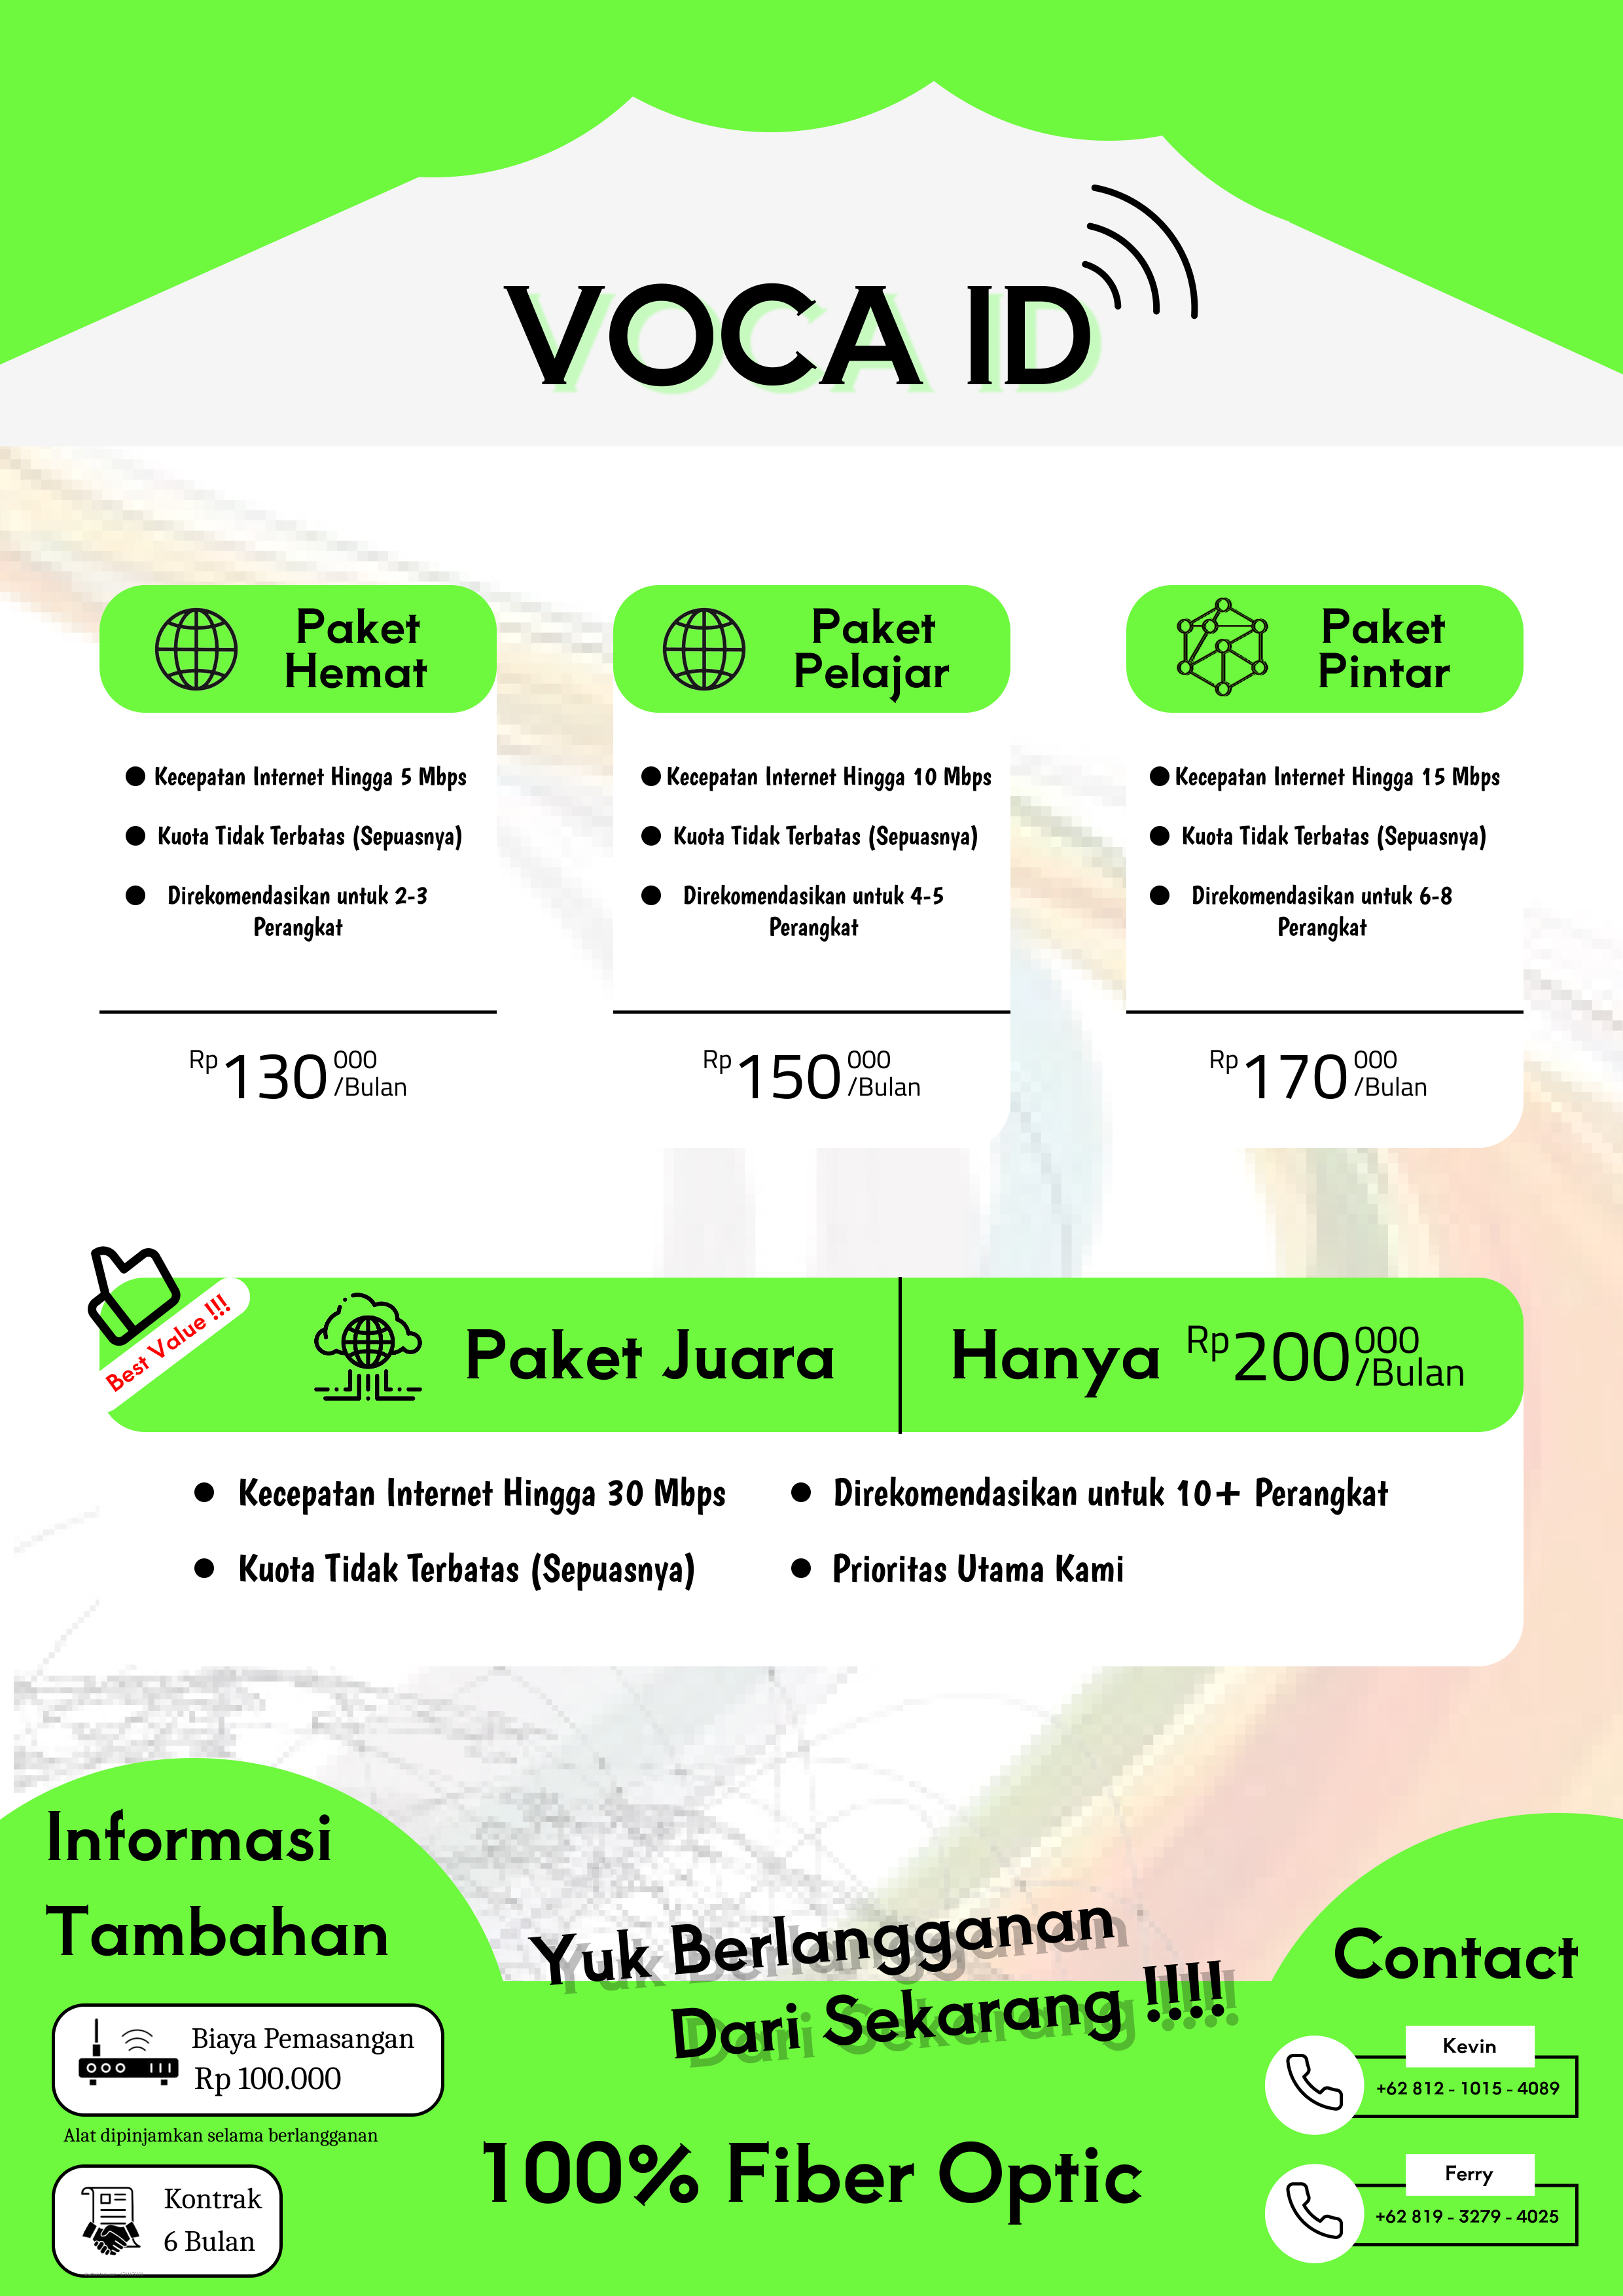 VOCA ID
Paket
Hemat
Kecepatan Internet Hingga 5 Mbps
Kuota Tidak Terbatas (Sepuasnya)
Direkomendasikan untuk 2-3
Perangkat
Rp 130 000
/Bulan
Paket
Pelajar
Kecepatan Internet Hingga 10 Mbps
Kuota Tidak Terbatas (Sepuasnya)
Direkomendasikan untuk 4-5
Perangkat
Rp 150 000
/Bulan
Paket
Pintar
Kecepatan Internet Hingga 15 Mbps
Kuota Tidak Terbatas (Sepuasnya)
Direkomendasikan untuk 6-8
Perangkat
Rp 170 000
/Bulan
Best Value !!!
Paket Juara
Hanya Rp 200 000
/Bulan
Kecepatan Internet Hingga 30 Mbps
Kuota Tidak Terbatas (Sepuasnya)
Direkomendasikan untuk 10+ Perangkat
Prioritas Utama Kami
Informasi
Tambahan
Biaya Pemasangan
Rp 100.000
Alat dipinjamkan selama berlangganan
Kontrak
6 Bulan
Yuk Berlangganan
Dari Sekarang !!!!
100% Fiber Optic
Contact
Kevin
+62 812 - 1015 - 4089
Ferry
+62 819 - 3279 - 4025